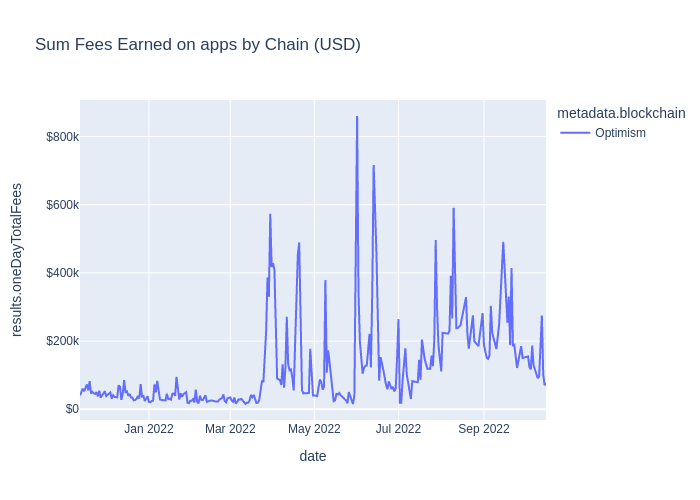 Sum Fees Earned on apps by Chain (USD)
metadata.blockchain
Optimism
$800k
$600k
$400k
$200k
$0
results.oneDayTotalFees
Jan 2022
Mar 2022
May 2022
Jul 2022
Sep 2022
date